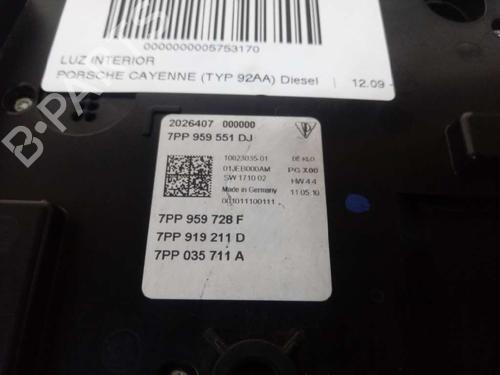 0000000005753170
LUZ INTERIOR
PORSCHE CAYENNE (TYP 92AA) Diesel | 12.09 -
2026407 000000
7PP 959 551 DJ
10023035-01 0E KLO
01JEB000AM PG X00
SW 1710 02 HW 4.4
Made in Germany 11 05 10
001011100111
7PP 959 728 F
7PP 919 211 D
7PP 035 711 A
B-PARTS